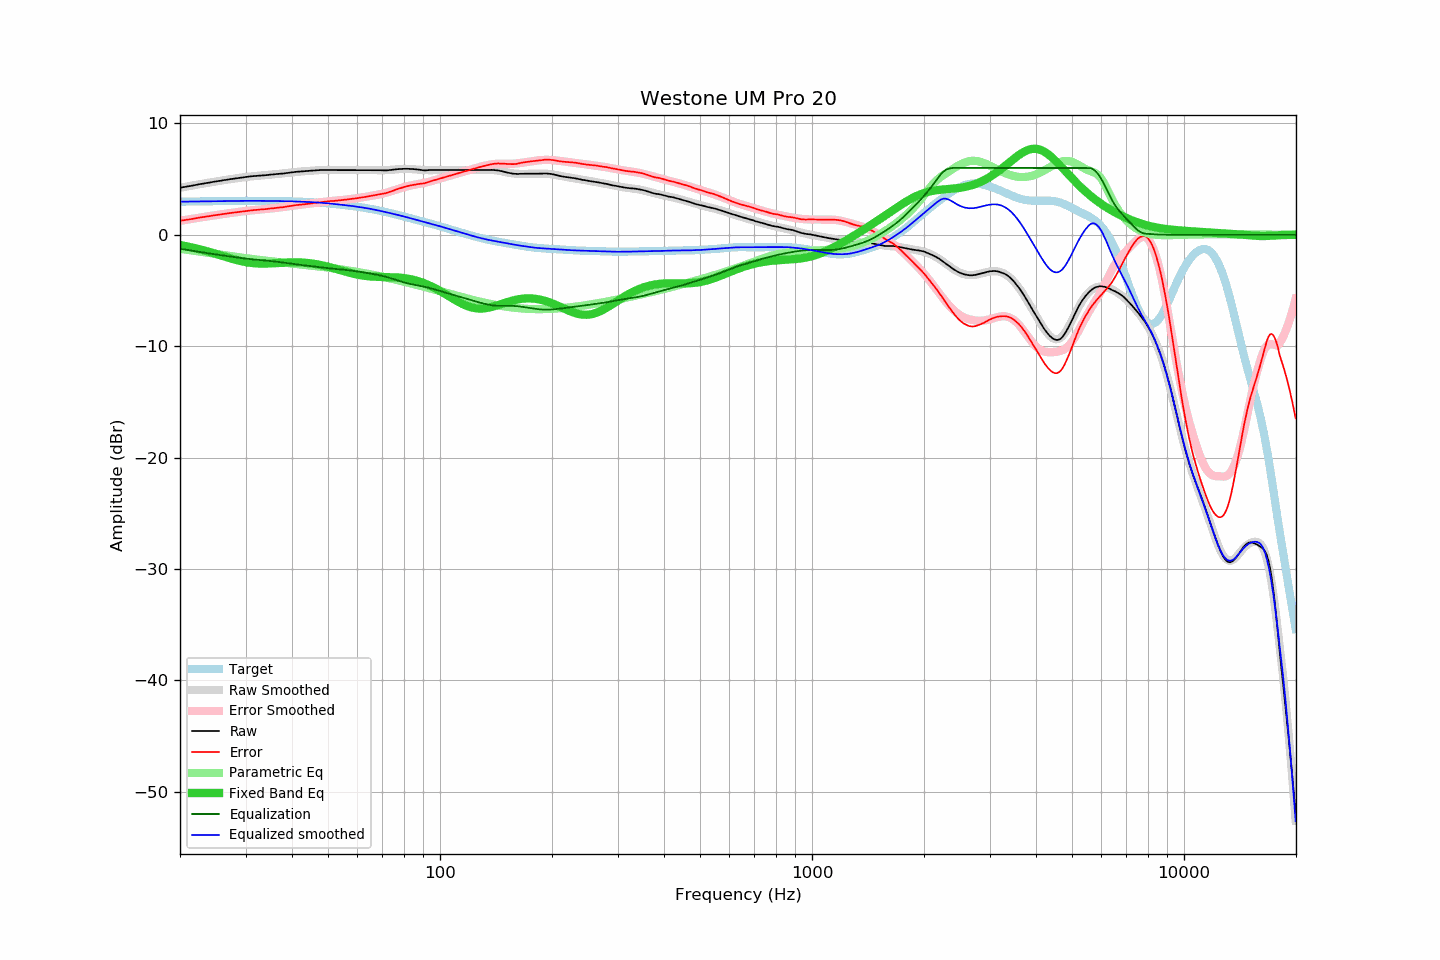 Westone UM Pro 20
10
0
−10
−20
−30
−40
−50
Amplitude (dBr)
Target
Raw Smoothed
Error Smoothed
Raw
Error
Parametric Eq
Fixed Band Eq
Equalization
Equalized smoothed
100
1000
10000
Frequency (Hz)